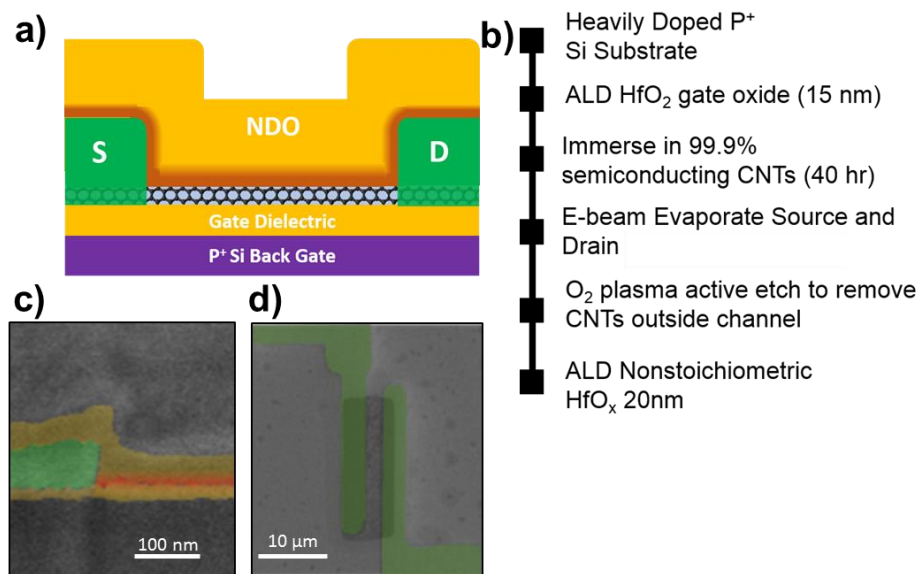 a)
NDO
S
D
Gate Dielectric
P⁺ Si Back Gate
b)
Heavily Doped P⁺
Si Substrate
ALD HfO₂ gate oxide (15 nm)
Immerse in 99.9%
semiconducting CNTs (40 hr)
E-beam Evaporate Source and
Drain
O₂ plasma active etch to remove
CNTs outside channel
ALD Nonstoichiometric
HfOₓ 20nm
c)
100 nm
d)
10 µm